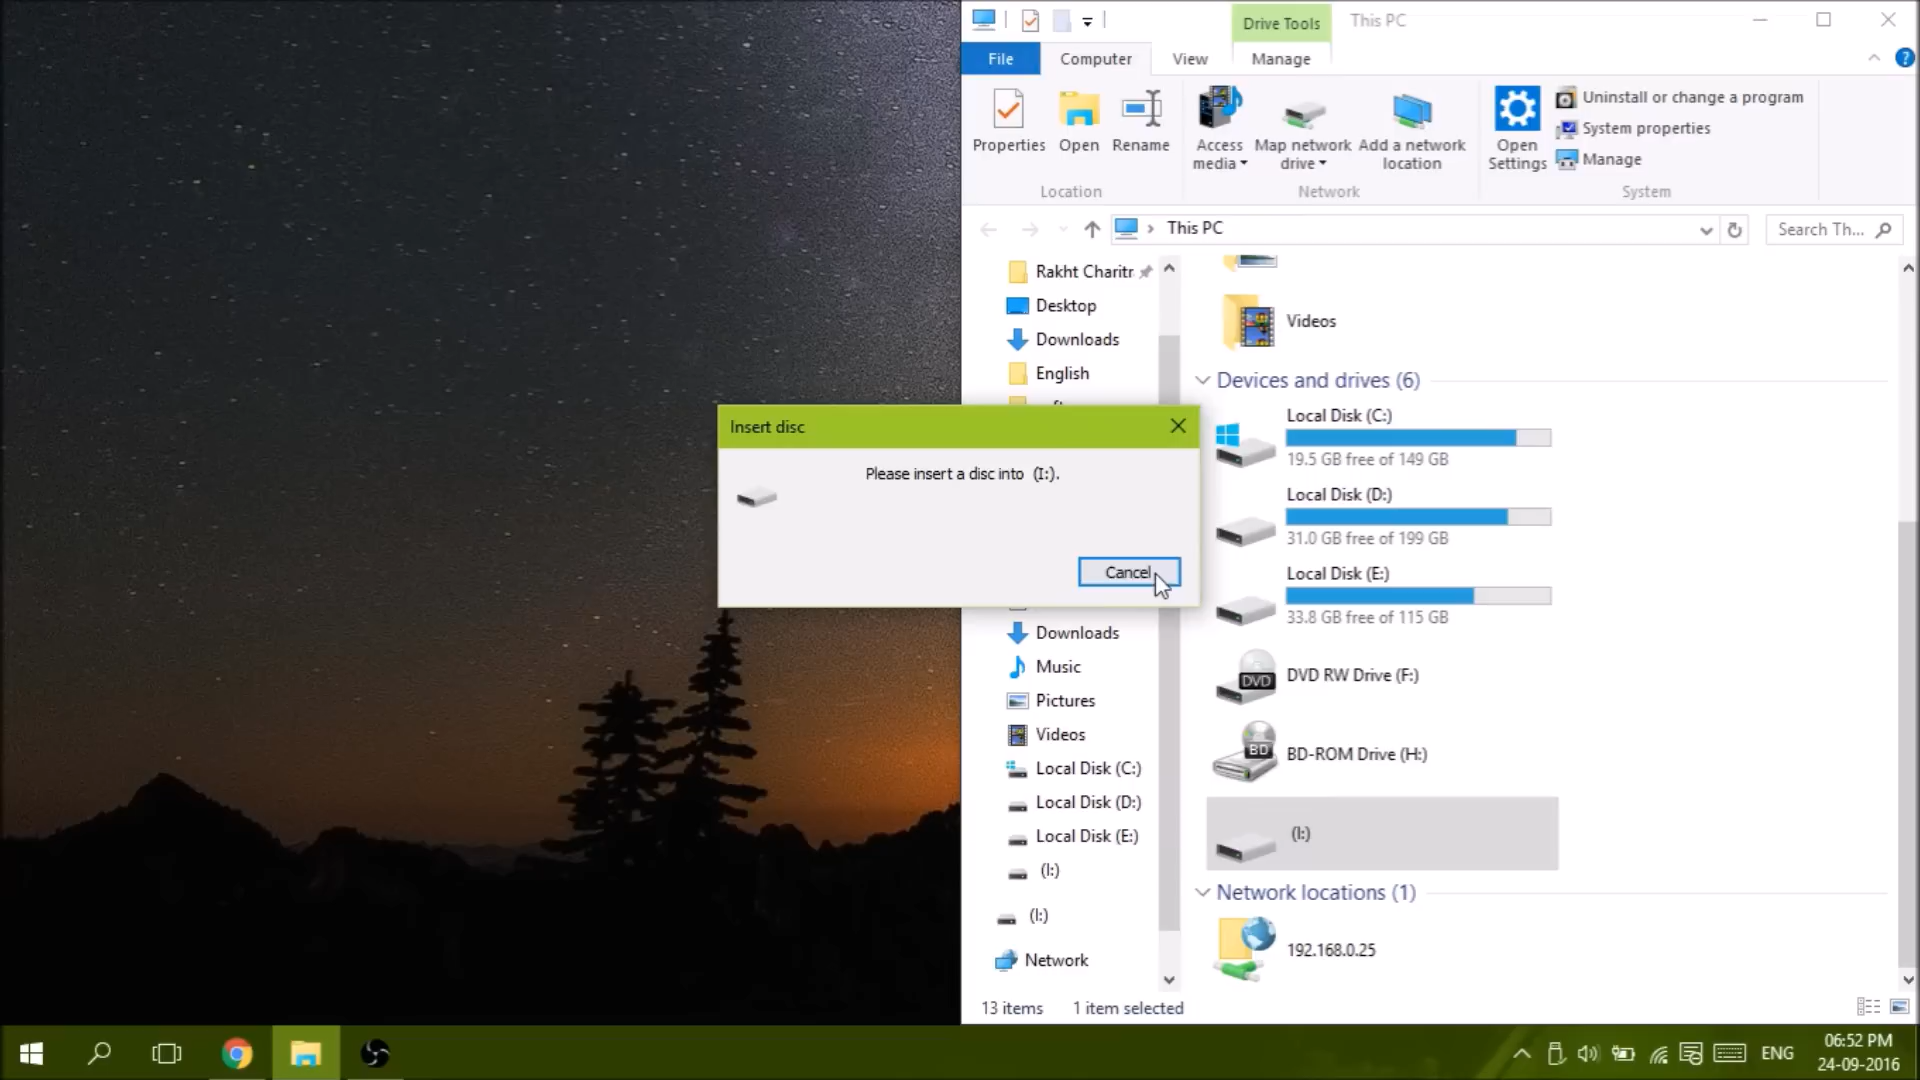 Drive Tools
This PC
File
Computer
View
Manage
Properties
Open
Rename
Access media
Map network drive
Add a network location
Open Settings
Uninstall or change a program
System properties
Manage
Location
Network
System
This PC
Search Th...
Rakht Charitr
Desktop
Downloads
English
Videos
Devices and drives (6)
Local Disk (C:)
19.5 GB free of 149 GB
Local Disk (D:)
31.0 GB free of 199 GB
Local Disk (E:)
33.8 GB free of 115 GB
DVD
DVD RW Drive (F:)
BD
BD-ROM Drive (H:)
(I:)
Network locations (1)
192.168.0.25
Insert disc
Please insert a disc into (I:).
Cancel
Downloads
Music
Pictures
Videos
Local Disk (C:)
Local Disk (D:)
Local Disk (E:)
(I:)
(I:)
Network
13 items
1 item selected
ENG
06:52 PM
24-09-2016